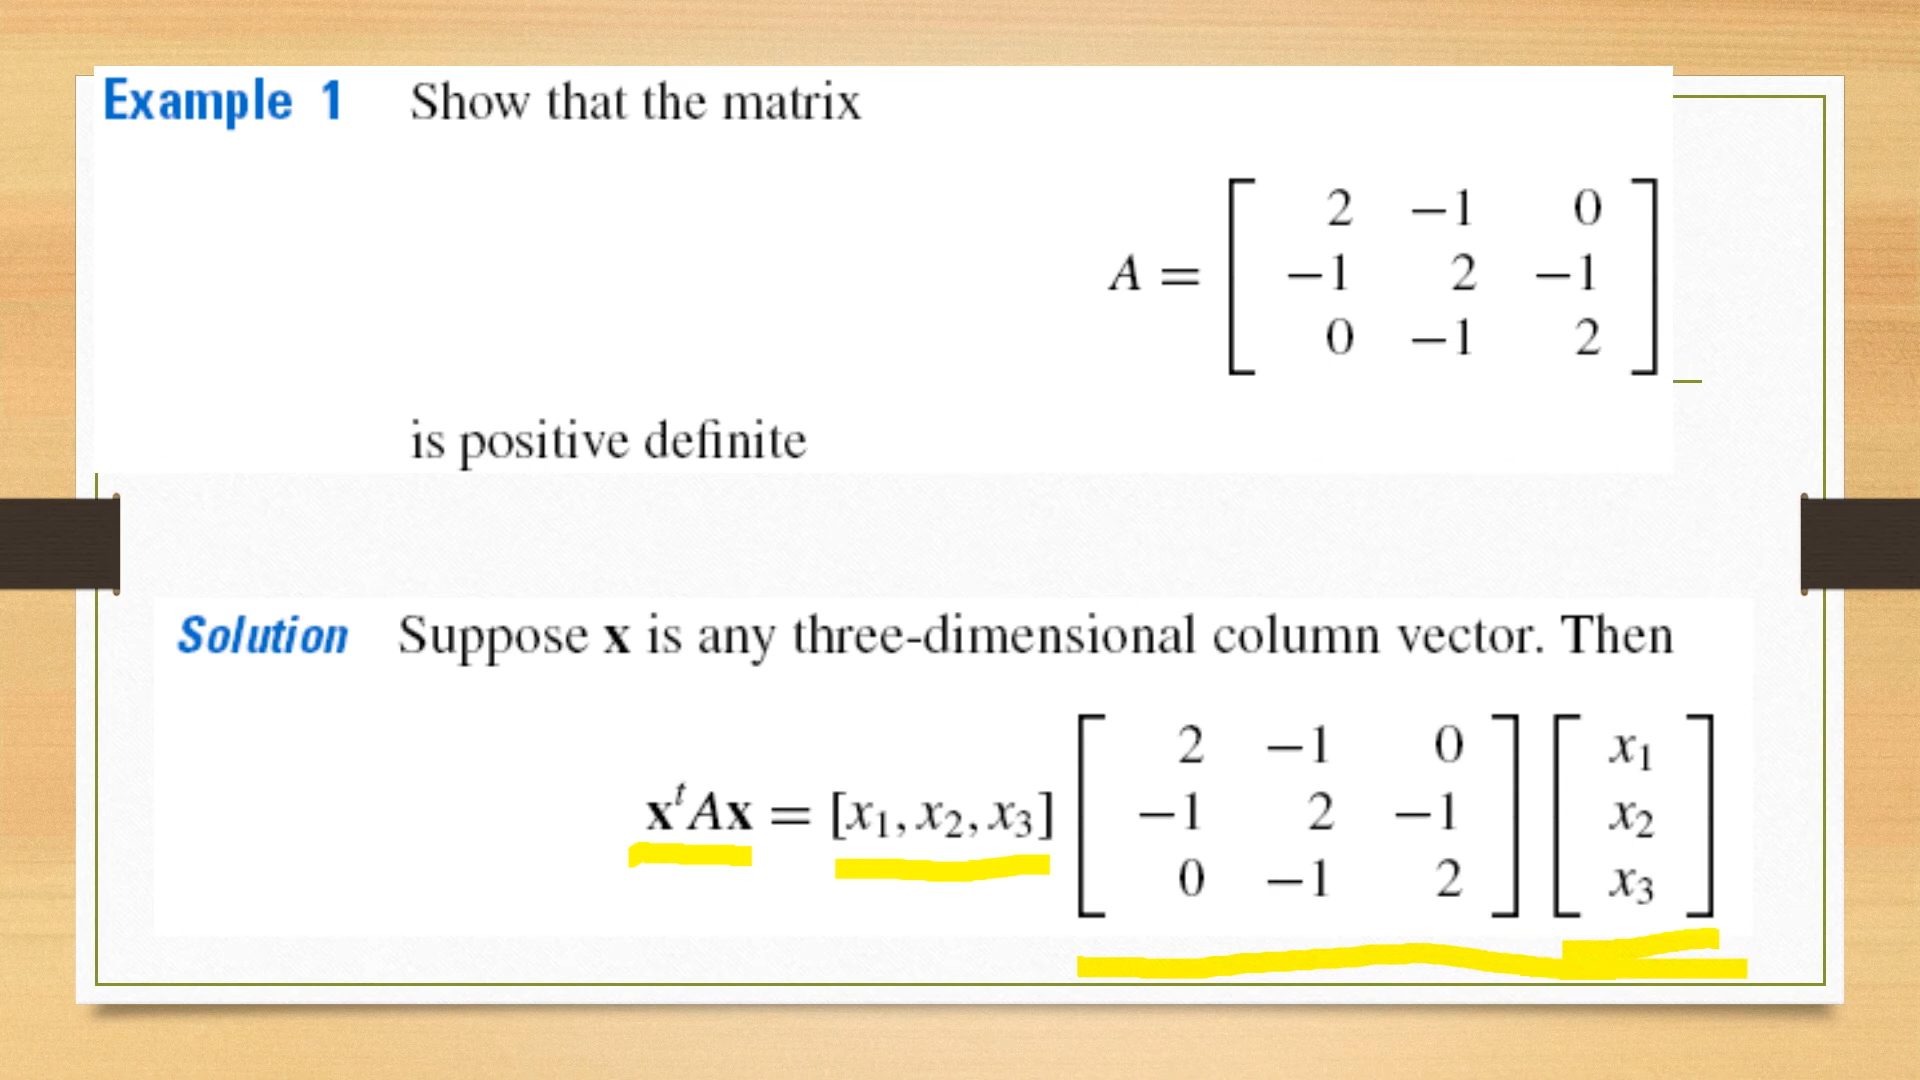 Example 1 Show that the matrix
A = [ 2 −1 0
−1 2 −1
0 −1 2 ]
is positive definite
Solution Suppose x is any three-dimensional column vector. Then
xᵗAx = [x₁, x₂, x₃] [ 2 −1 0
−1 2 −1
0 −1 2 ] [ x₁
x₂
x₃ ]